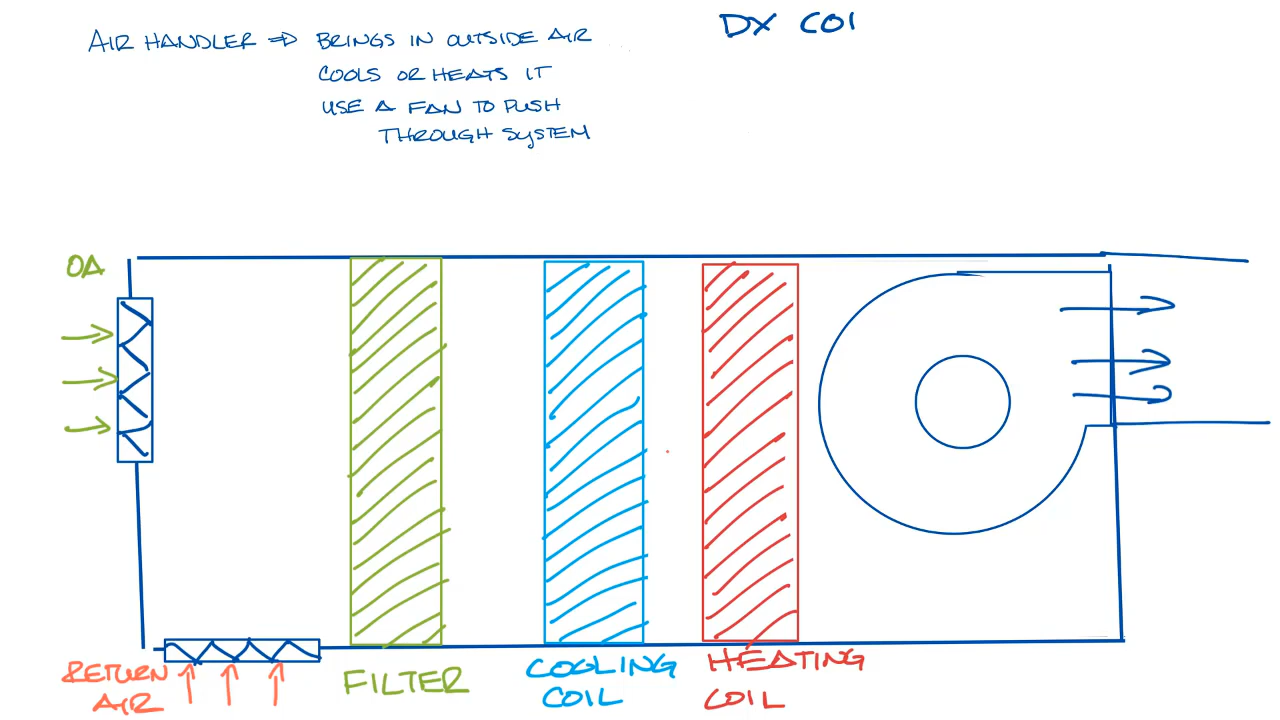 AIR HANDLER ⇒ BRINGS IN OUTSIDE AIR
COOLS OR HEATS IT
USE A FAN TO PUSH
THROUGH SYSTEM
DX COI
OA
RETURN
AIR
FILTER
COOLING
COIL
HEATING
COIL